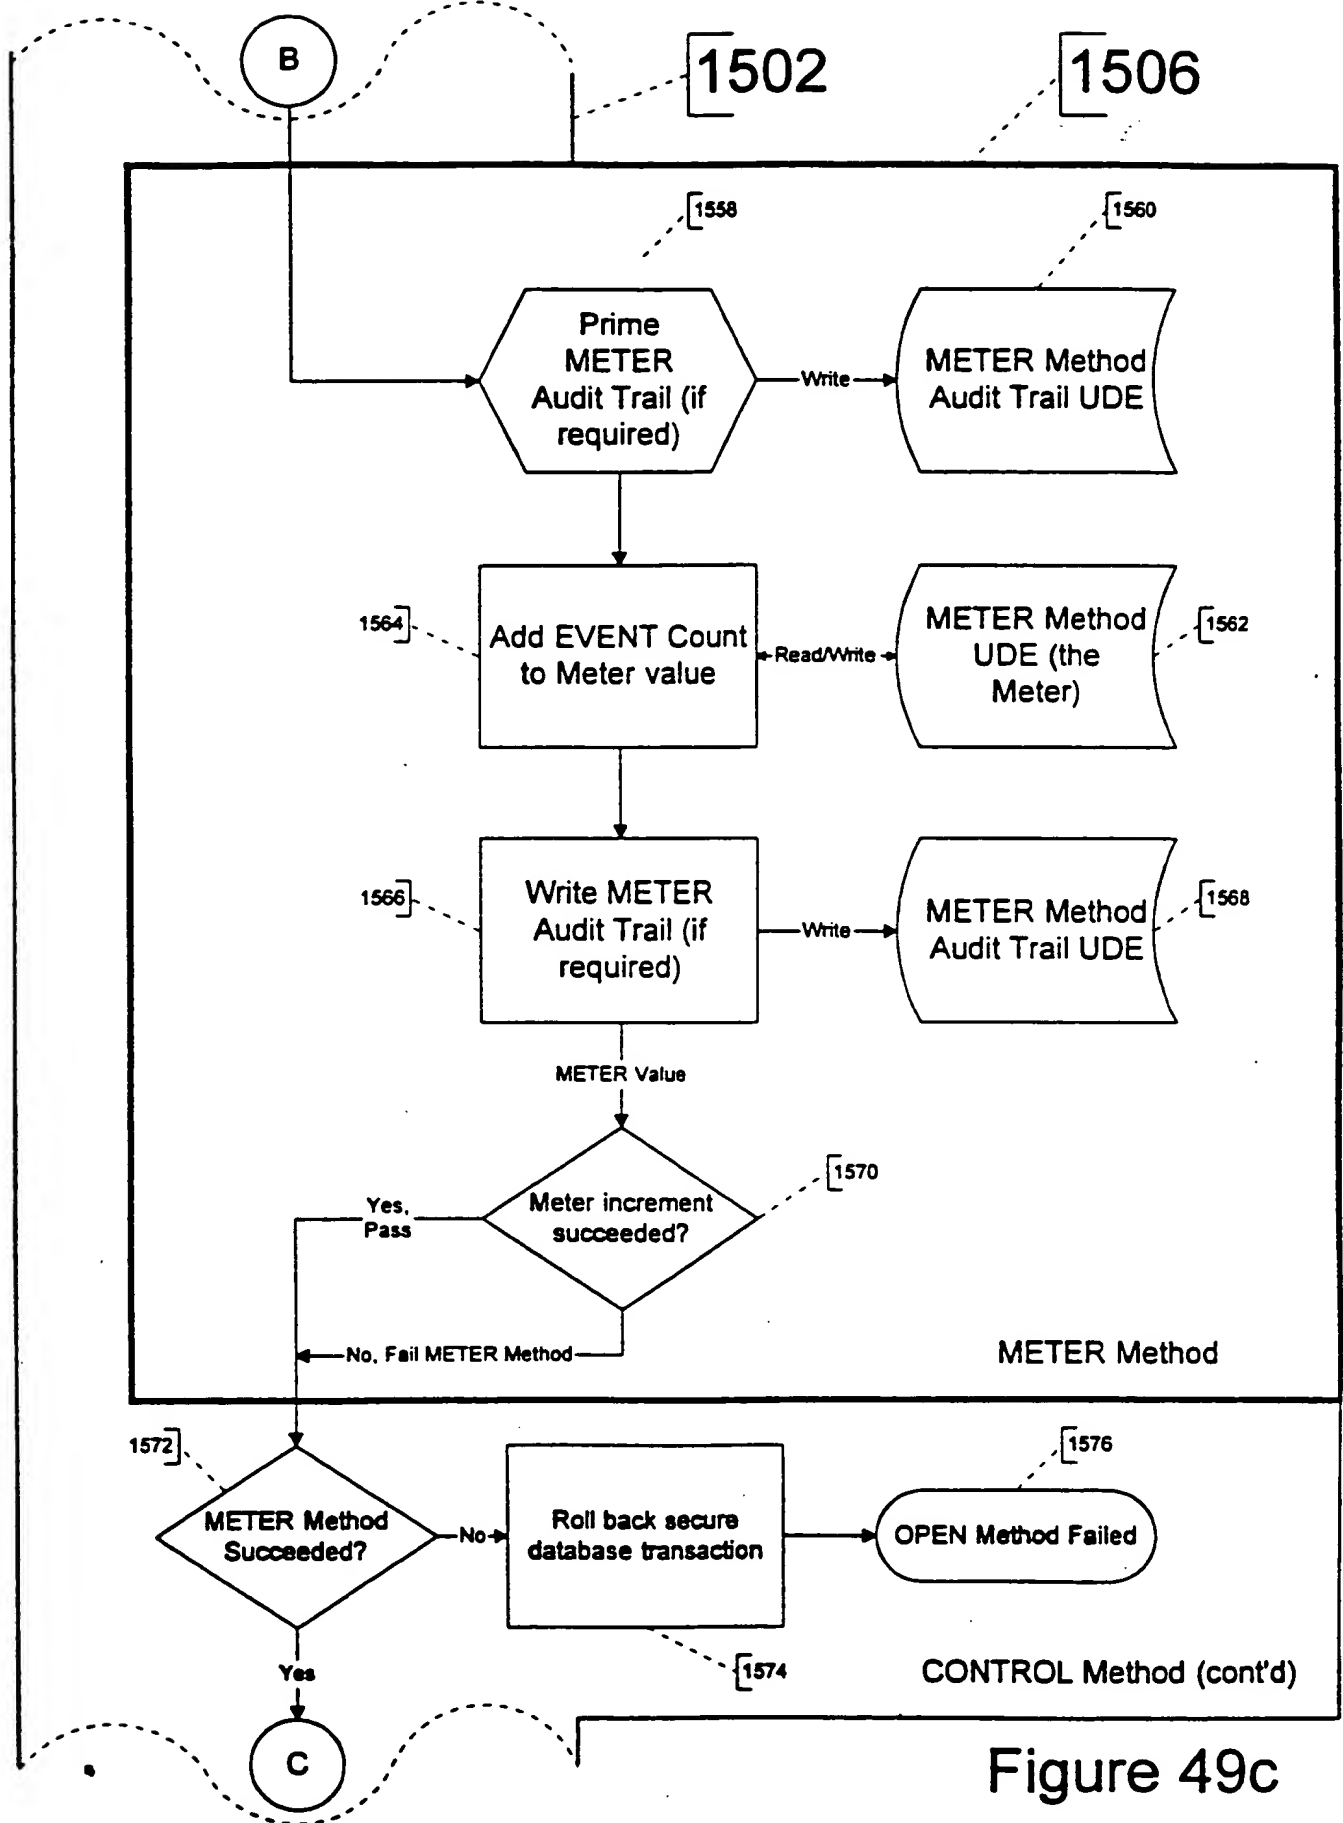 B
1502
1506
1558
1560
Prime
METER
Audit Trail (if
required)
Write
METER Method
Audit Trail UDE
1564
Add EVENT Count
to Meter value
Read/Write
METER Method
UDE (the
Meter)
1562
1566
Write METER
Audit Trail (if
required)
Write
METER Method
Audit Trail UDE
1568
METER Value
Meter increment
succeeded?
1570
Yes,
Pass
No, Fail METER Method
METER Method
1572
METER Method
Succeeded?
No
Roll back secure
database transaction
OPEN Method Failed
1576
Yes
1574
CONTROL Method (cont'd)
C
Figure 49c